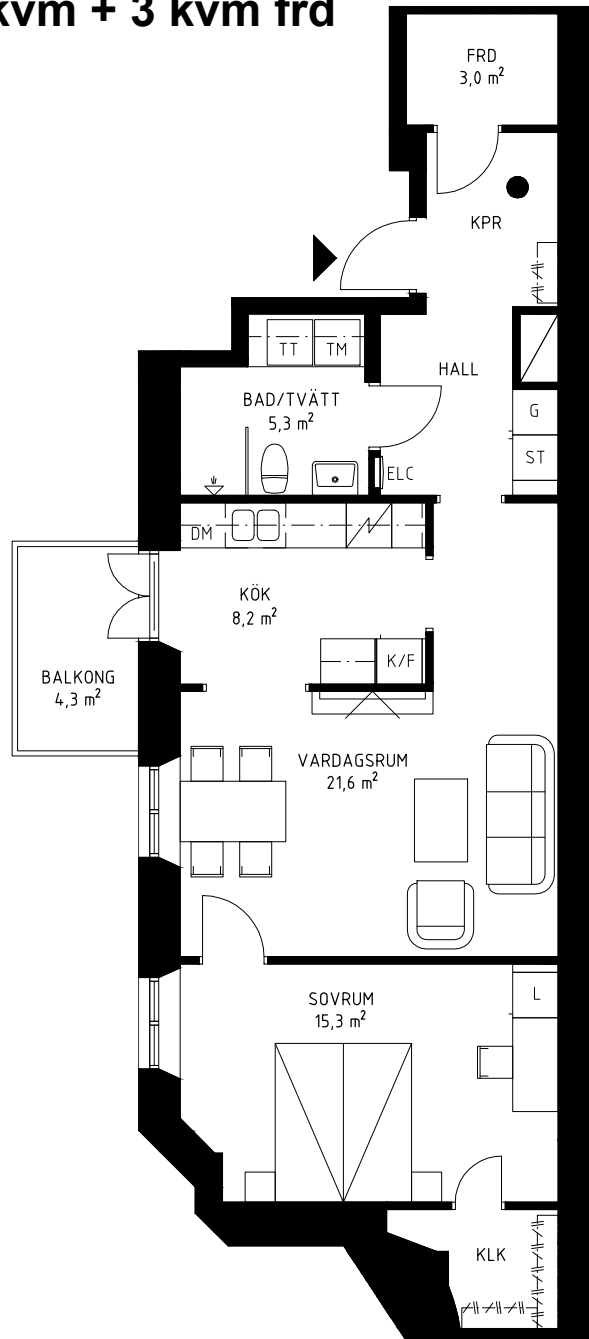 kvm + 3 kvm frd
FRD
3,0 m²
KPR
HALL
TT TM
BAD/TVÄTT
5,3 m²
G
ST
ELC
DM
KÖK
8,2 m²
K/F
BALKONG
4,3 m²
VARDAGSRUM
21,6 m²
SOVRUM
15,3 m²
L
KLK